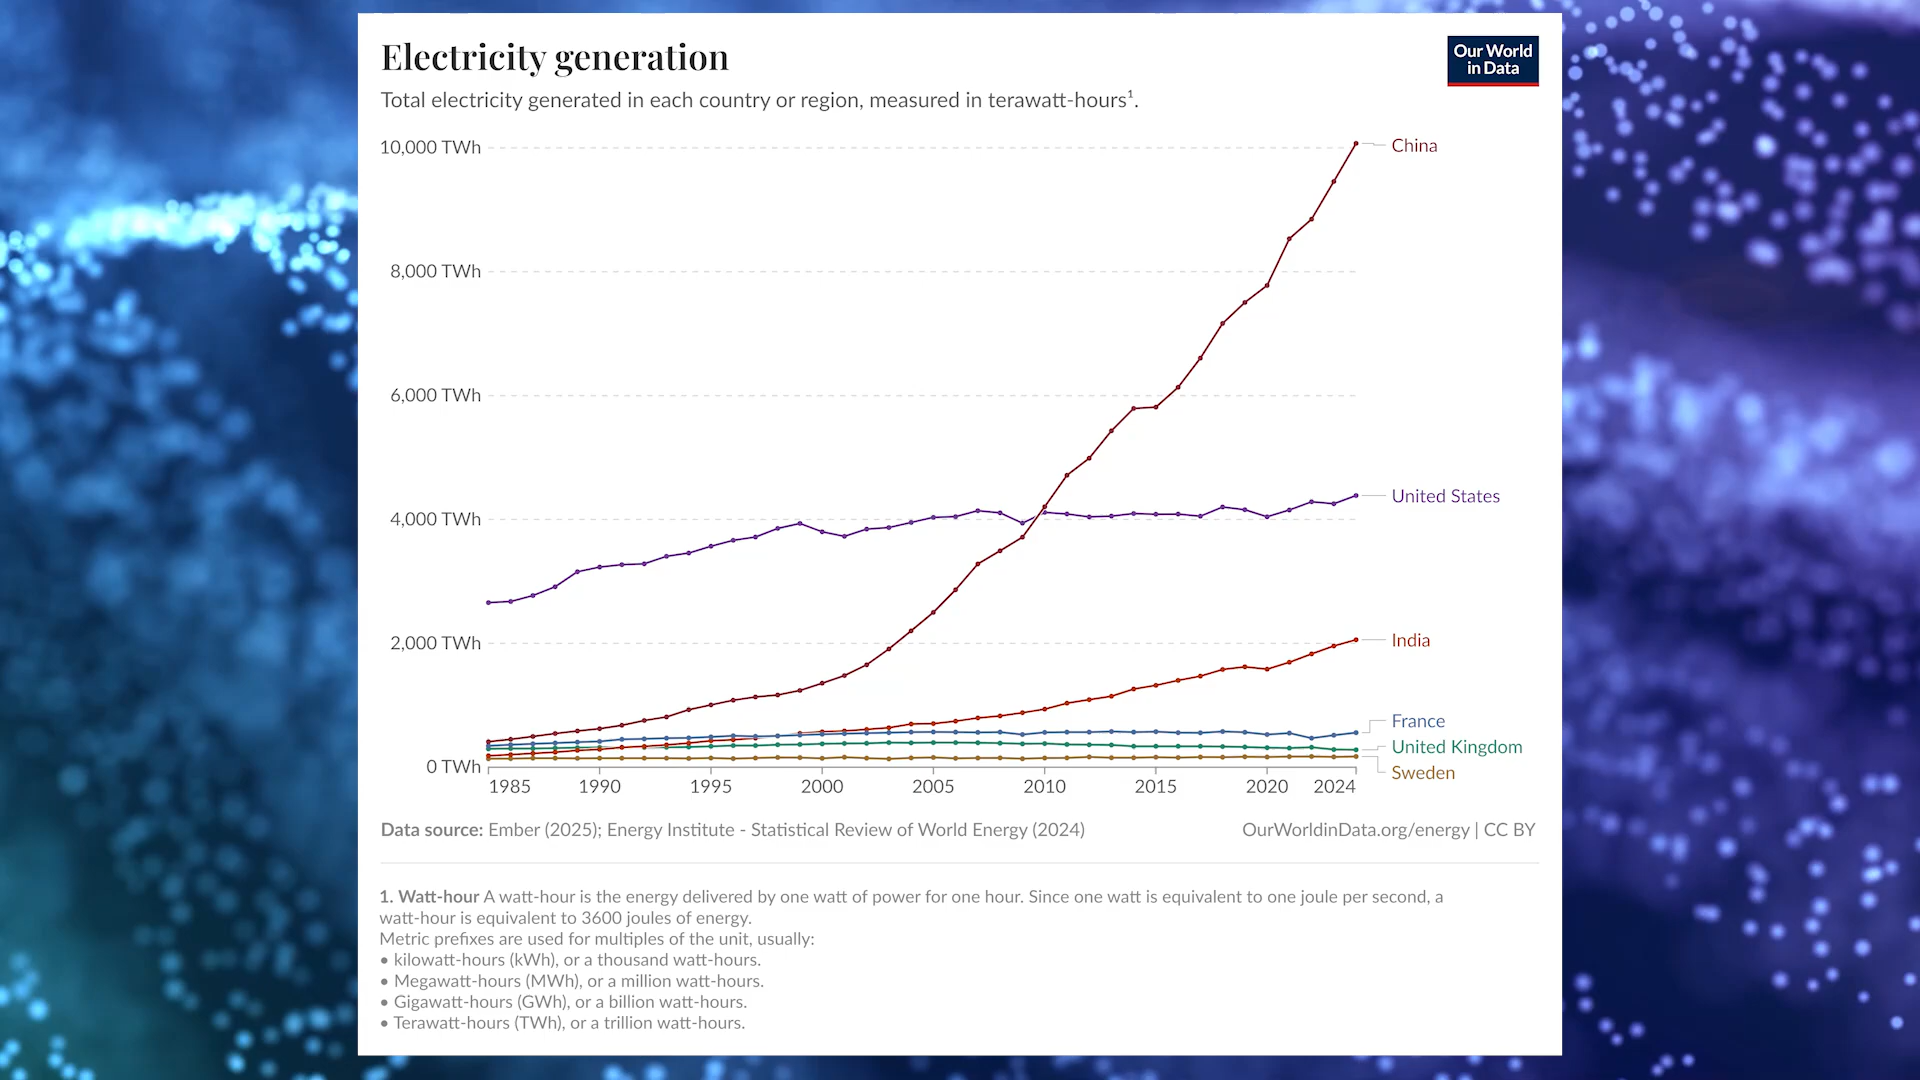 Electricity generation
Our World
in Data
Total electricity generated in each country or region, measured in terawatt-hours¹.
10,000 TWh
China
8,000 TWh
6,000 TWh
United States
4,000 TWh
2,000 TWh
India
France
United Kingdom
0 TWh
Sweden
1985 1990 1995 2000 2005 2010 2015 2020 2024
Data source: Ember (2025); Energy Institute - Statistical Review of World Energy (2024)
OurWorldinData.org/energy | CC BY
1. Watt-hour A watt-hour is the energy delivered by one watt of power for one hour. Since one watt is equivalent to one joule per second, a
watt-hour is equivalent to 3600 joules of energy.
Metric prefixes are used for multiples of the unit, usually:
• kilowatt-hours (kWh), or a thousand watt-hours.
• Megawatt-hours (MWh), or a million watt-hours.
• Gigawatt-hours (GWh), or a billion watt-hours.
• Terawatt-hours (TWh), or a trillion watt-hours.